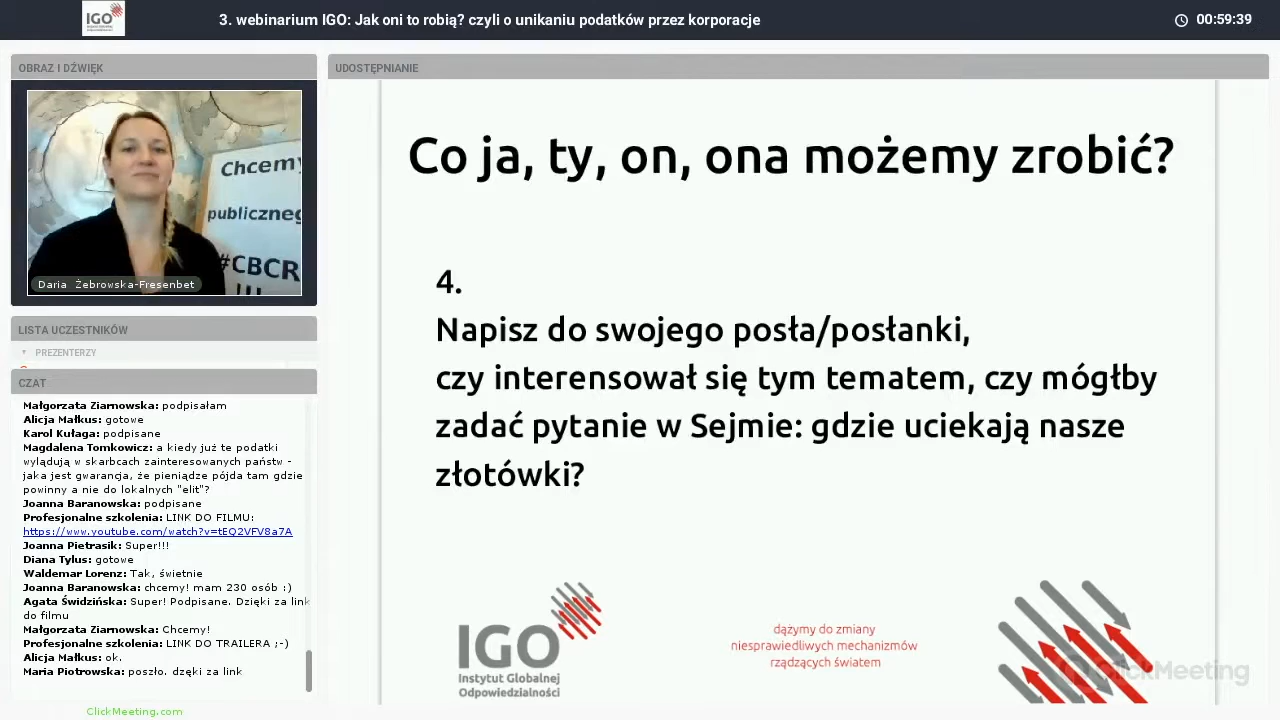 IGO
3. webinarium IGO: Jak oni to robią? czyli o unikaniu podatków przez korporacje
00:59:39
OBRAZ I DŹWIĘK
Chcemy
publiczneg
#CBCR
!!!
Daria Żebrowska-Fresenbet
LISTA UCZESTNIKÓW
PREZENTERZY
CZAT
Małgorzata Ziarnowska: podpisałam
Alicja Małkus: gotowe
Karol Kułaga: podpisane
Magdalena Tomkowicz: a kiedy już te podatki
wylądują w skarbcach zainteresowanych państw -
jaka jest gwarancja, że pieniądze pójda tam gdzie
powinny a nie do lokalnych "elit"?
Joanna Baranowska: podpisane
Profesjonalne szkolenia: LINK DO FILMU:
https://www.youtube.com/watch?v=tEQ2VFV8a7A
Joanna Pietrasik: Super!!!
Diana Tylus: gotowe
Waldemar Lorenz: Tak, świetnie
Joanna Baranowska: chcemy! mam 230 osób :)
Agata Świdzińska: Super! Podpisane. Dzięki za link
do filmu
Małgorzata Ziarnowska: Chcemy!
Profesjonalne szkolenia: LINK DO TRAILERA ;-)
Alicja Małkus: ok.
Maria Piotrowska: poszło. dzęki za link
ClickMeeting.com
UDOSTĘPNIANIE
Co ja, ty, on, ona możemy zrobić?
4.
Napisz do swojego posła/posłanki,
czy interensował się tym tematem, czy mógłby
zadać pytanie w Sejmie: gdzie uciekają nasze
złotówki?
IGO
Instytut Globalnej
Odpowiedzialności
dążymy do zmiany
niesprawiedliwych mechanizmów
rządzących światem
ClickMeeting